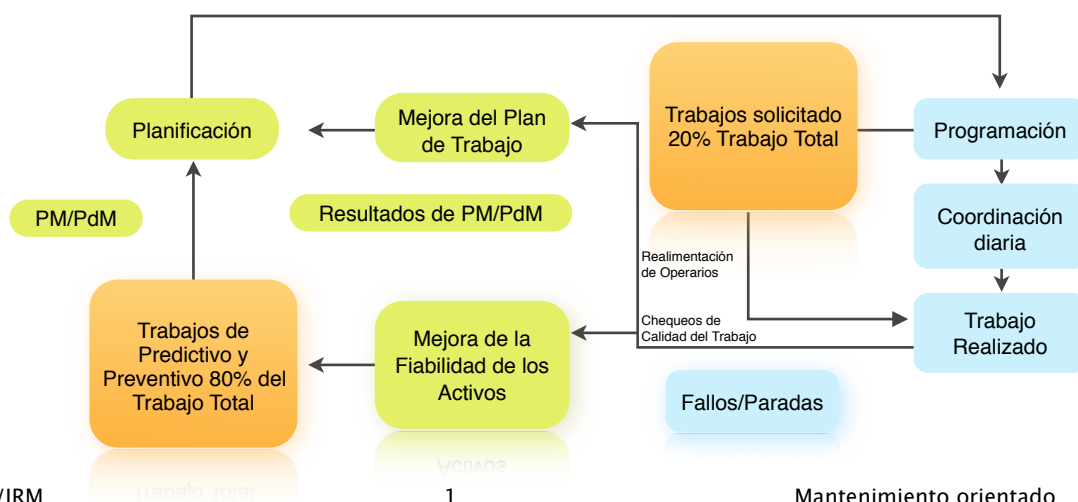 Planificación
Mejora del Plan
de Trabajo
Trabajos solicitado
20% Trabajo Total
Programación
PM/PdM
Resultados de PM/PdM
Coordinación
diaria
Realimentación
de Operarios
Trabajos de
Predictivo y
Preventivo 80% del
Trabajo Total
Mejora de la
Fiabilidad de los
Activos
Chequeos de
Calidad del Trabajo
Trabajo
Realizado
Fallos/Paradas
/IRM
1
Mantenimiento orientado